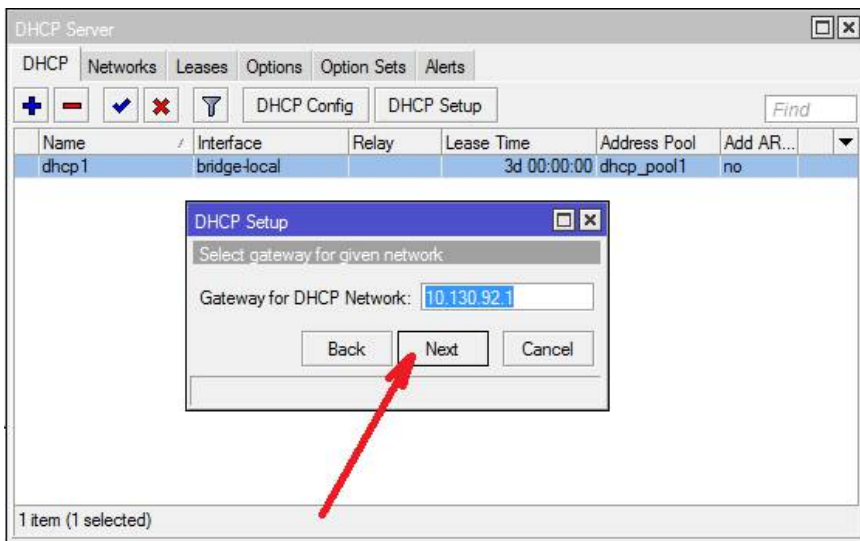 DHCP Server
DHCP Networks Leases Options Option Sets Alerts
DHCP Config DHCP Setup Find
Name / Interface Relay Lease Time Address Pool Add AR...
dhcp1 bridge-local 3d 00:00:00 dhcp_pool1 no
DHCP Setup
Select gateway for given network
Gateway for DHCP Network: 10.130.92.1
Back Next Cancel
1 item (1 selected)